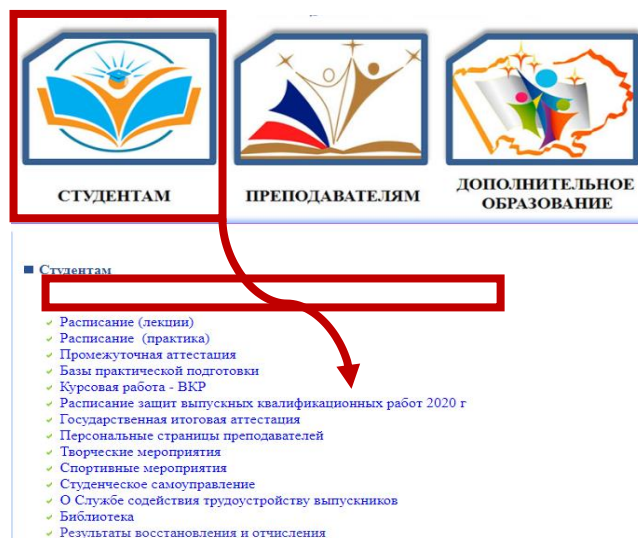 СТУДЕНТАМ
ПРЕПОДАВАТЕЛЯМ
ДОПОЛНИТЕЛЬНОЕ
ОБРАЗОВАНИЕ
Студентам
Расписание (лекции)
Расписание (практика)
Промежуточная аттестация
Базы практической подготовки
Курсовая работа - ВКР
Расписание защит выпускных квалификационных работ 2020 г
Государственная итоговая аттестация
Персональные страницы преподавателей
Творческие мероприятия
Спортивные мероприятия
Студенческое самоуправление
О Службе содействия трудоустройству выпускников
Библиотека
Результаты восстановления и отчисления